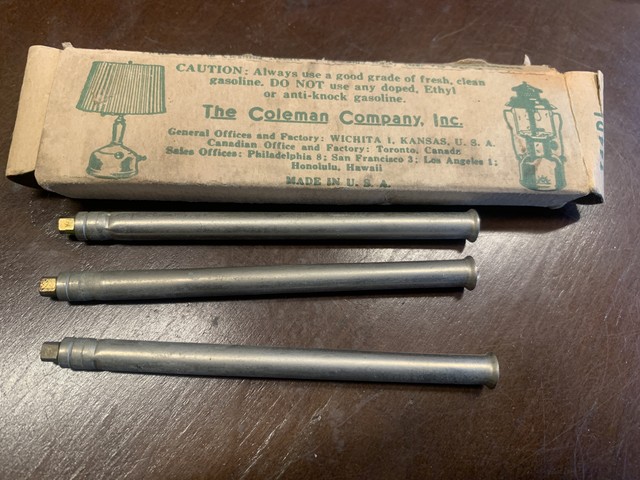 CAUTION: Always use a good grade of fresh, clean
gasoline. DO NOT use any doped, Ethyl
or anti-knock gasoline.
The Coleman Company, Inc.
General Offices and Factory: WICHITA 1, KANSAS, U. S. A.
Canadian Office and Factory: Toronto, Canada
Sales Offices: Philadelphia 8; San Francisco 3; Los Angeles 1;
Honolulu, Hawaii
MADE IN U. S. A.